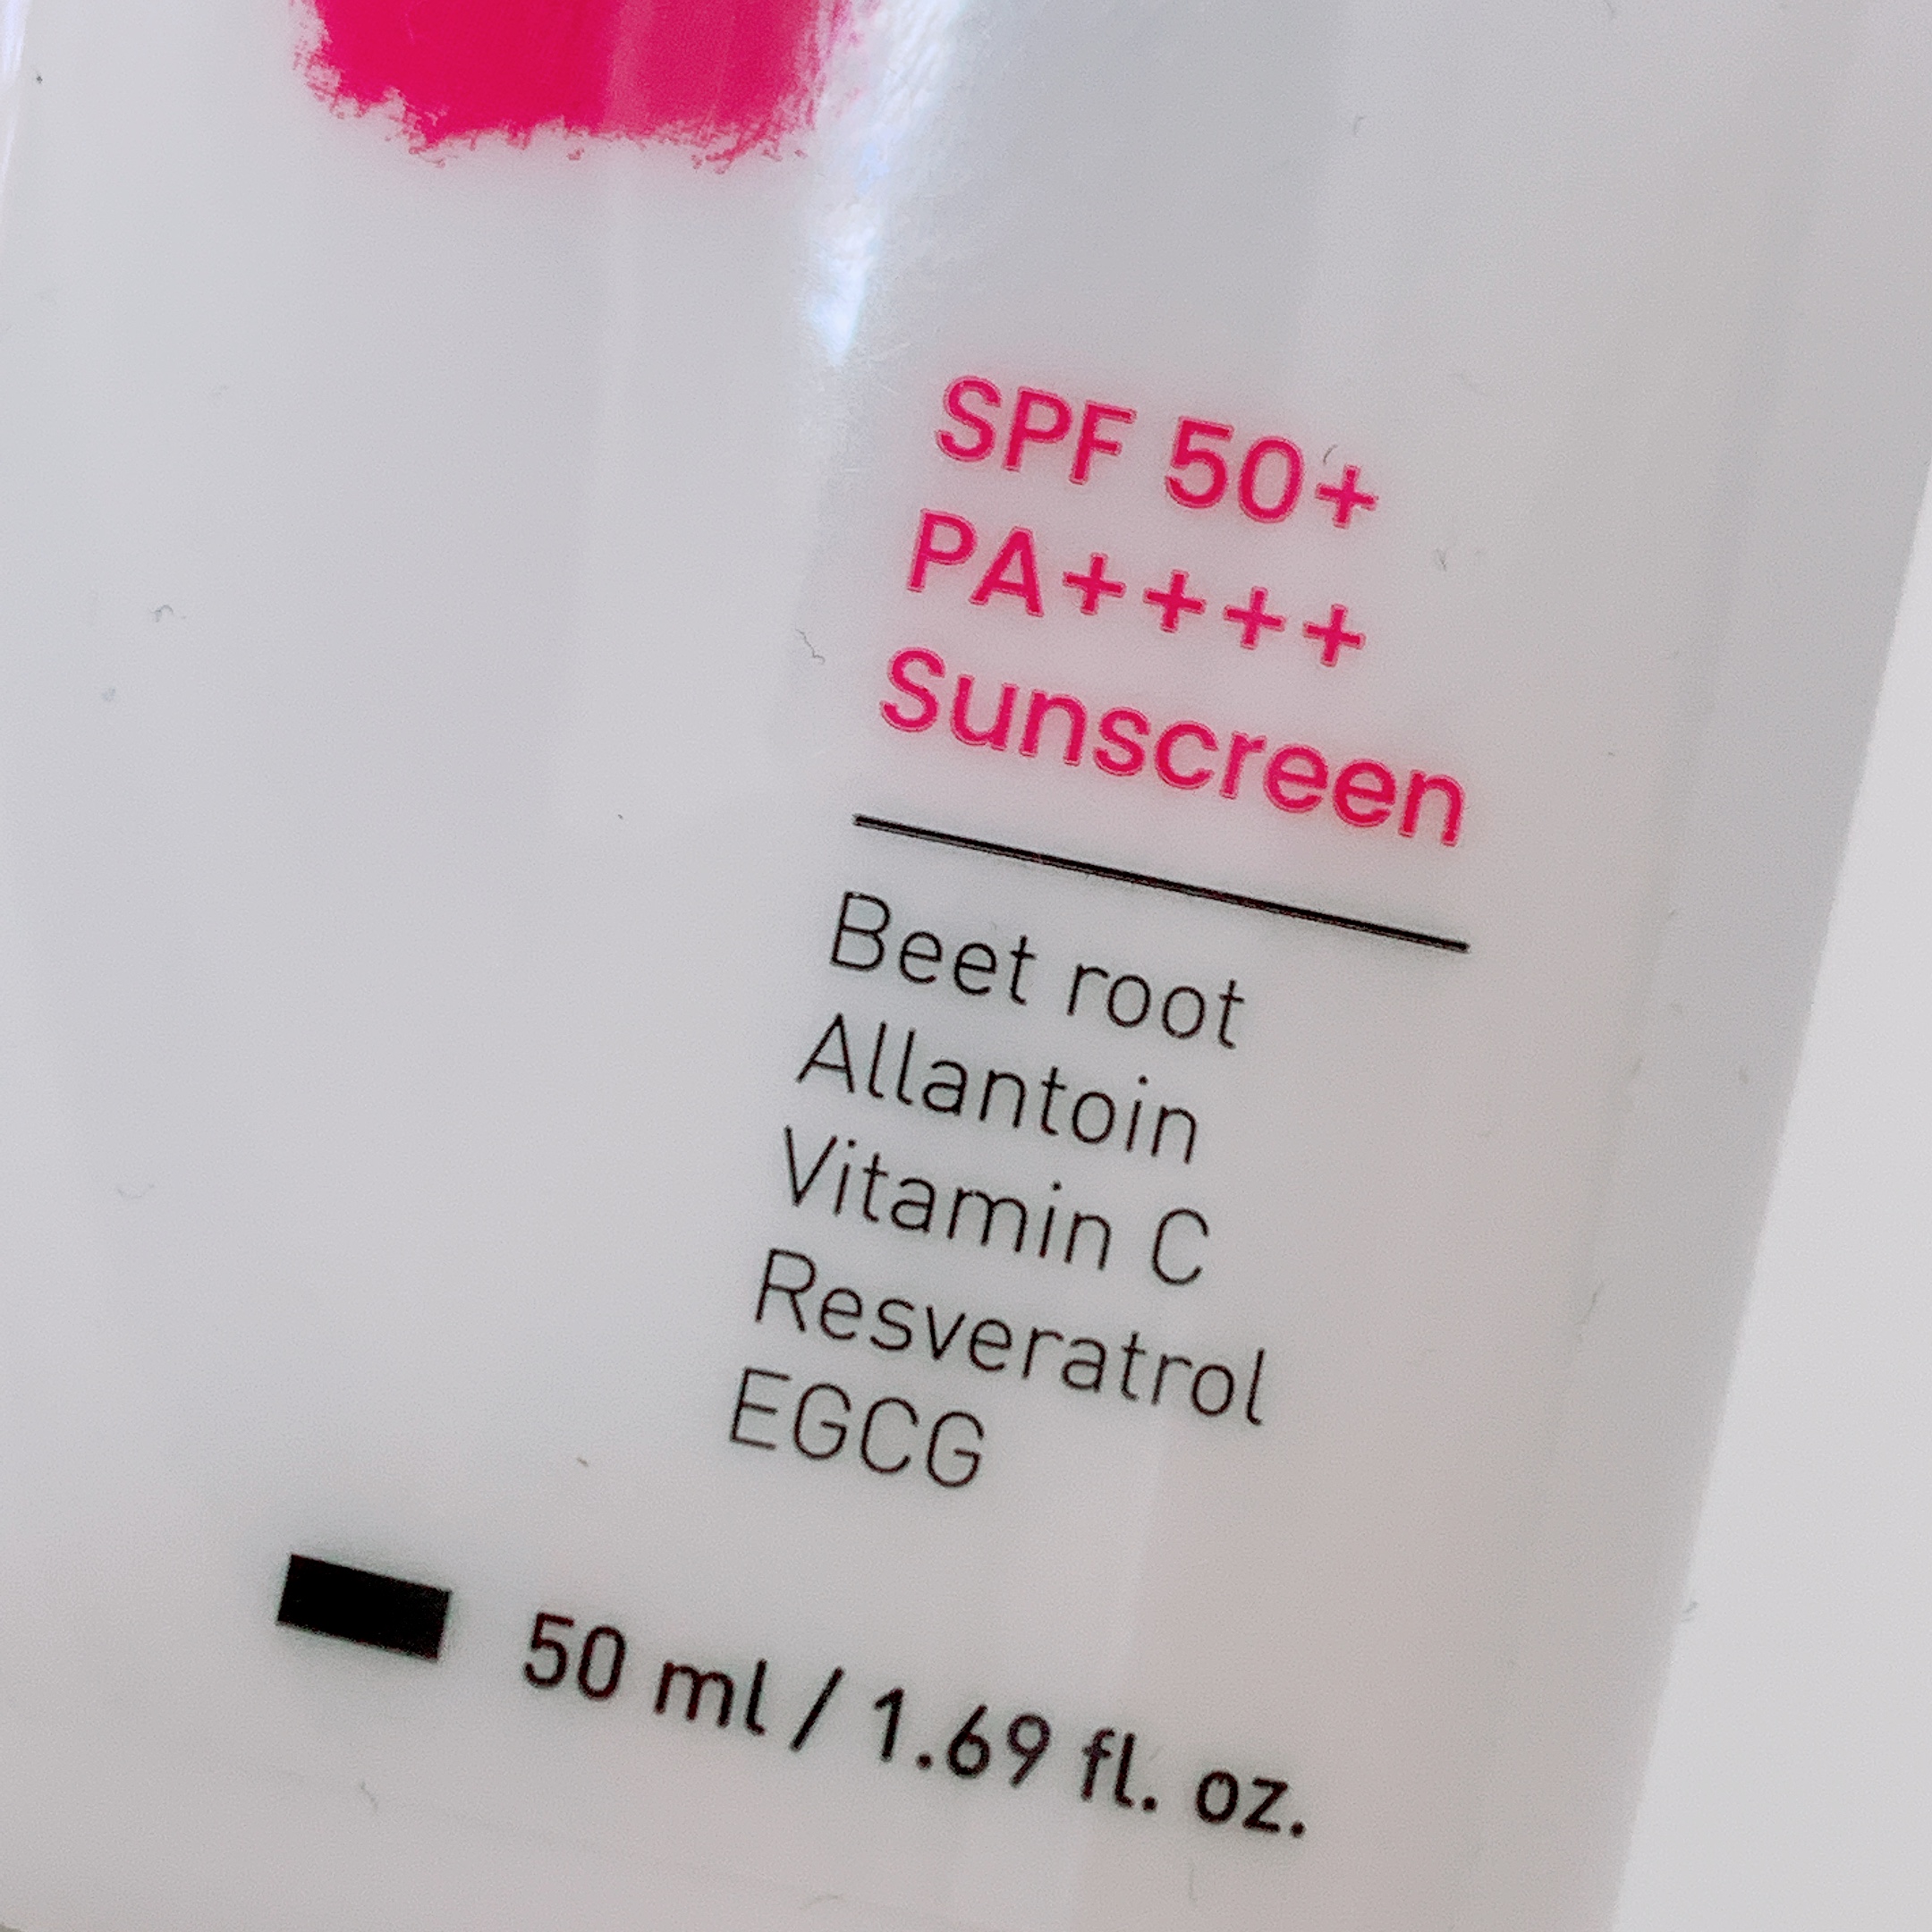 SPF 50+
PA++++
Sunscreen
Beet root
Allantoin
Vitamin C
Resveratrol
EGCG
50 ml / 1.69 fl. oz.